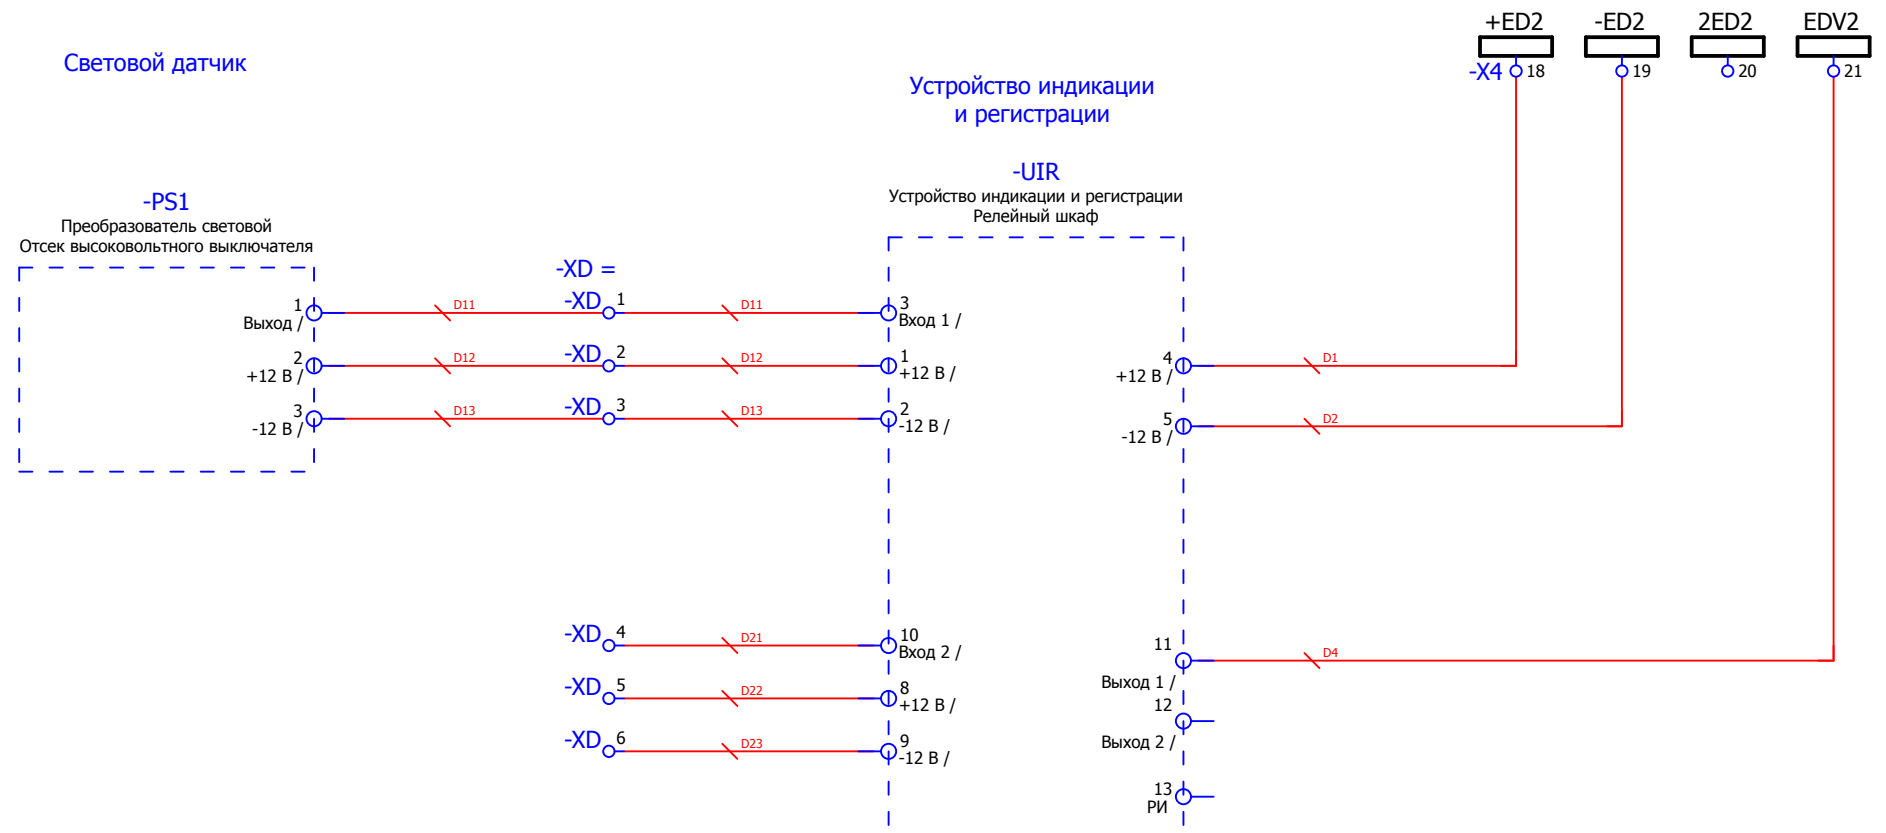 +ED2
-ED2
2ED2
EDV2
-X4
18
19
20
21
Световой датчик
Устройство индикации
и регистрации
-UIR
Устройство индикации и регистрации
Релейный шкаф
-PS1
Преобразователь световой
Отсек высоковольтного выключателя
-XD =
1
Выход /
D11
-XD
1
D11
3
Вход 1 /
2
+12 В /
D12
-XD
2
D12
1
+12 В /
3
-12 В /
D13
-XD
3
D13
2
-12 В /
4
+12 В /
D1
5
-12 В /
D2
-XD
4
D21
10
Вход 2 /
-XD
5
D22
8
+12 В /
-XD
6
D23
9
-12 В /
11
Выход 1 /
D4
12
Выход 2 /
13
РИ